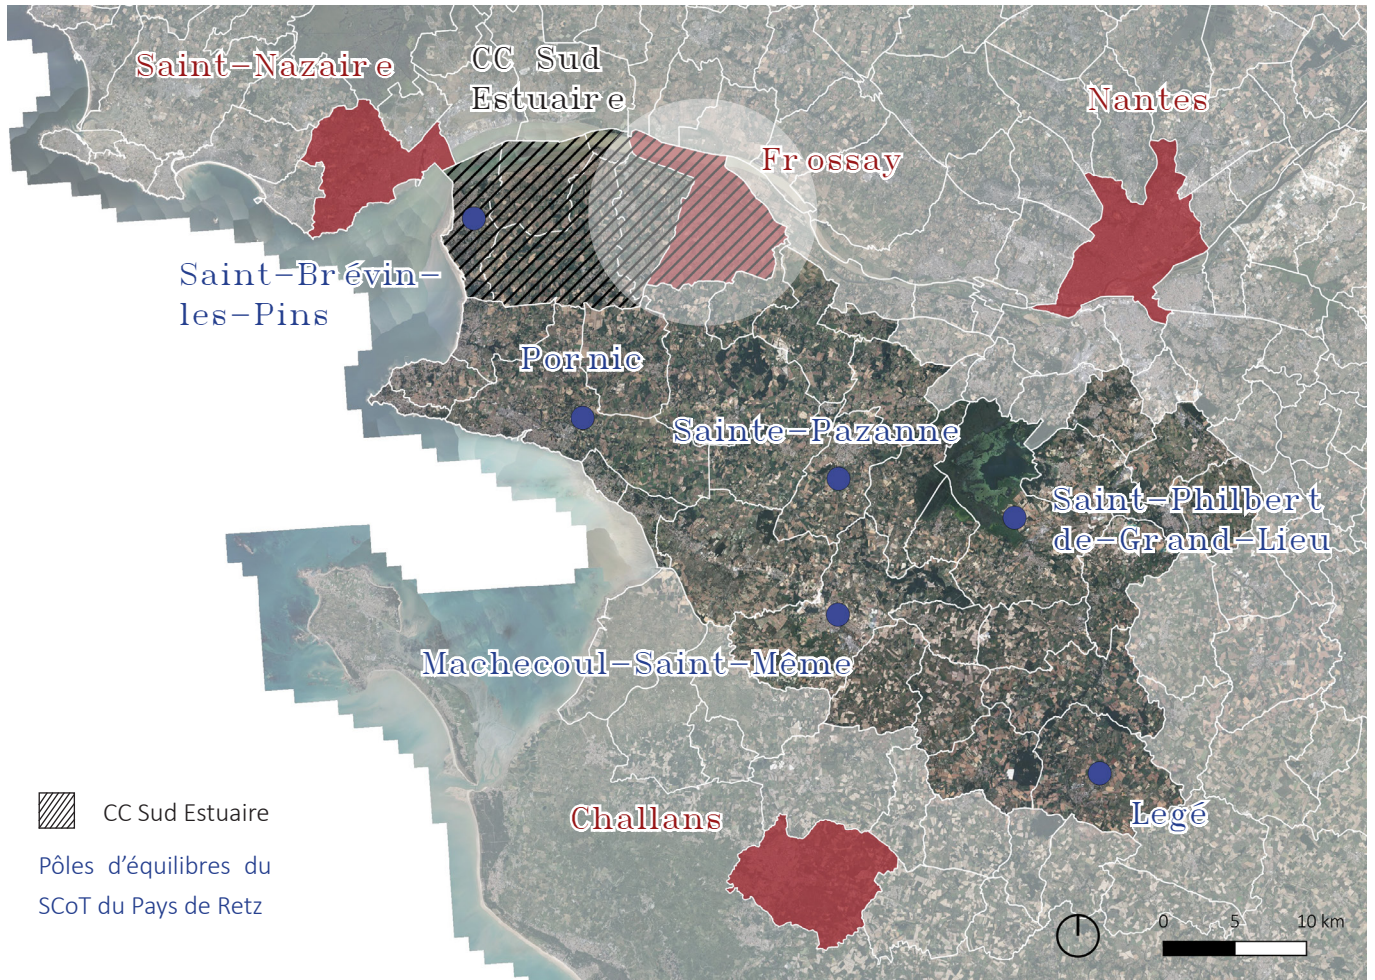 Saint-Nazaire
CC Sud
Estuaire
Nantes
Frossay
Saint-Brévin-
les-Pins
Pornic
Sainte-Pazanne
Saint-Philbert
de-Grand-Lieu
Machecoul-Saint-Même
Challans
Legé
CC Sud Estuaire
Pôles d'équilibres du
SCoT du Pays de Retz
0 5 10 km